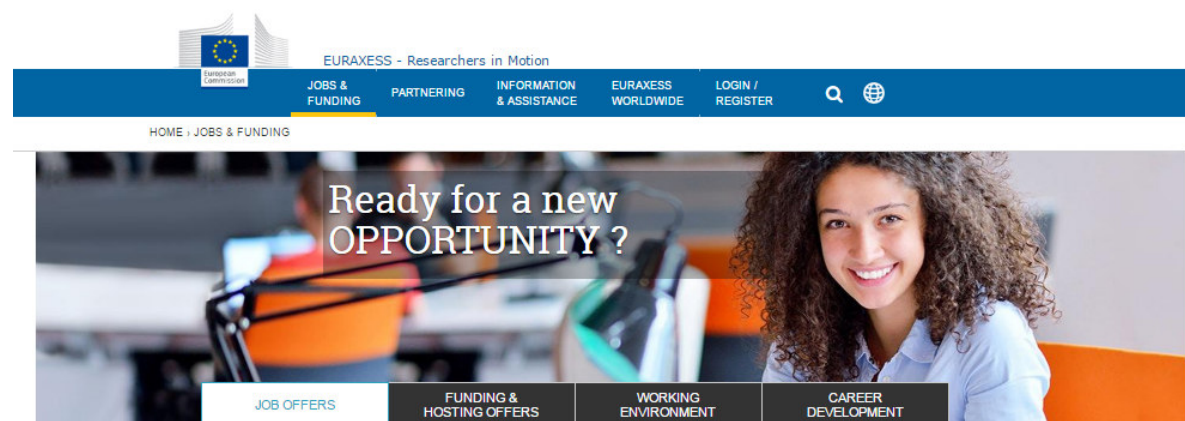 European
Commission
EURAXESS - Researchers in Motion
JOBS &
FUNDING
PARTNERING
INFORMATION
& ASSISTANCE
EURAXESS
WORLDWIDE
LOGIN /
REGISTER
HOME › JOBS & FUNDING
Ready for a new
OPPORTUNITY ?
JOB OFFERS
FUNDING &
HOSTING OFFERS
WORKING
ENVIRONMENT
CAREER
DEVELOPMENT